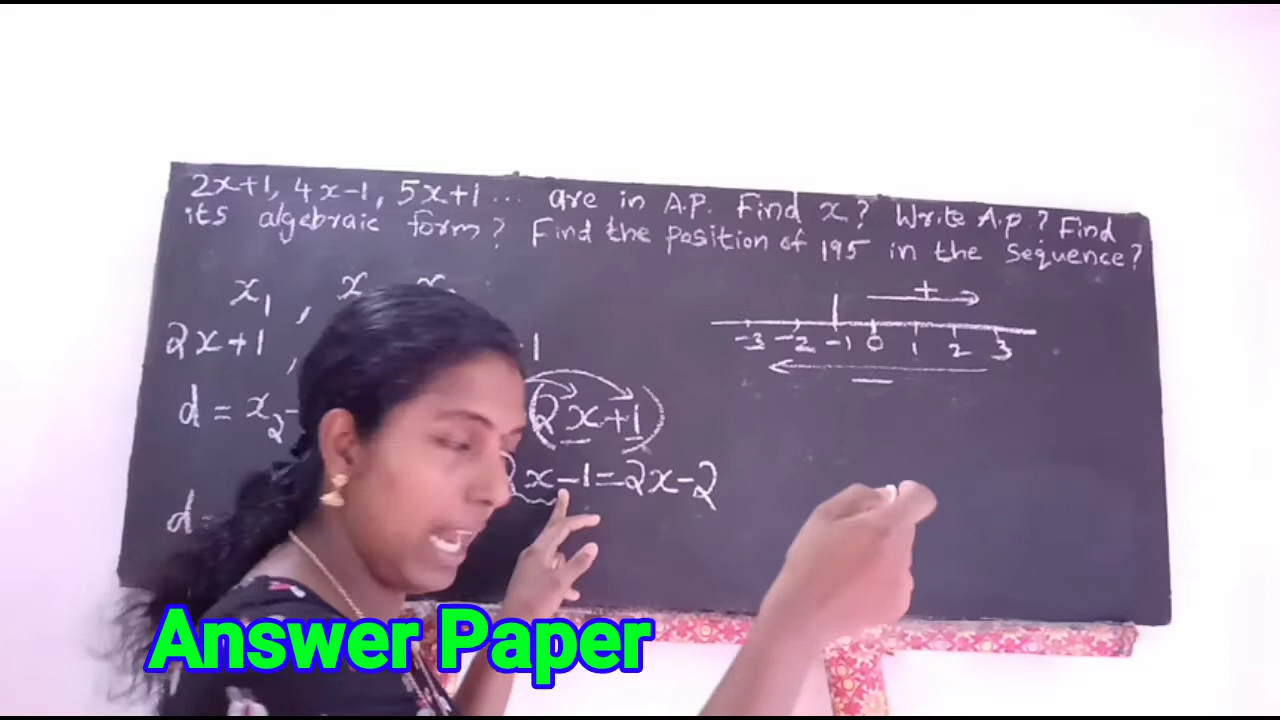 2x+1, 4x-1, 5x+1... are in A.P. Find x? Write A.p? Find
its algebraic form? Find the position of 195 in the sequence?
x₁ , x x
2x+1 , 1
d = x₂- (2x+1)
x-1=2x-2
d
+
-3 -2 -1 0 1 2 3
—
Answer Paper